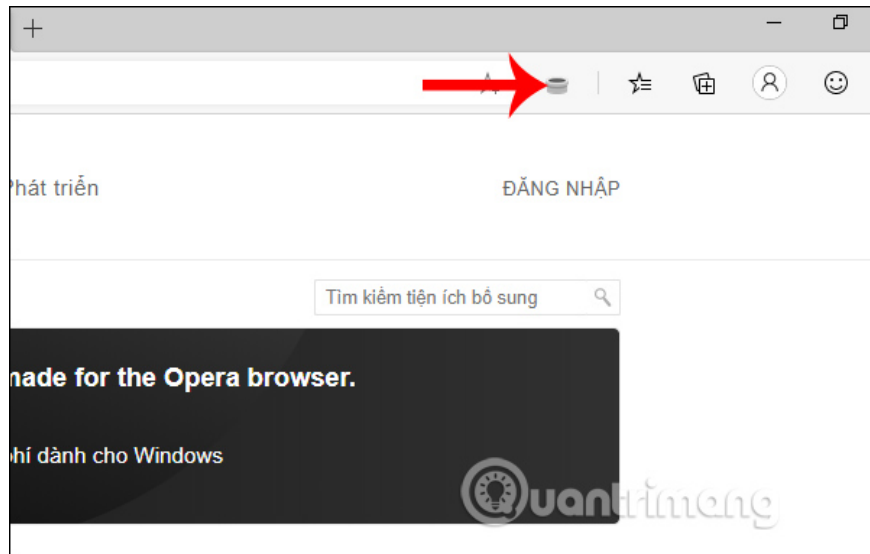 Phát triển
ĐĂNG NHẬP
Tìm kiếm tiện ích bổ sung
made for the Opera browser.
phí dành cho Windows
Quantrimang